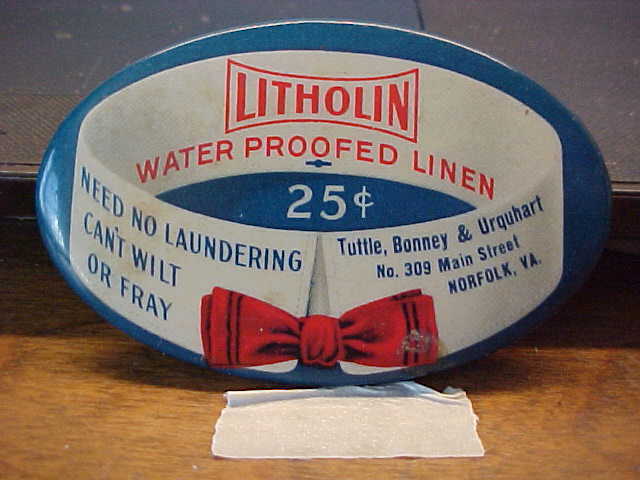 LITHOLIN
WATER PROOFED LINEN
25¢
NEED NO LAUNDERING
CAN'T WILT
OR FRAY
Tuttle, Bonney & Urquhart
No. 309 Main Street
NORFOLK, VA.